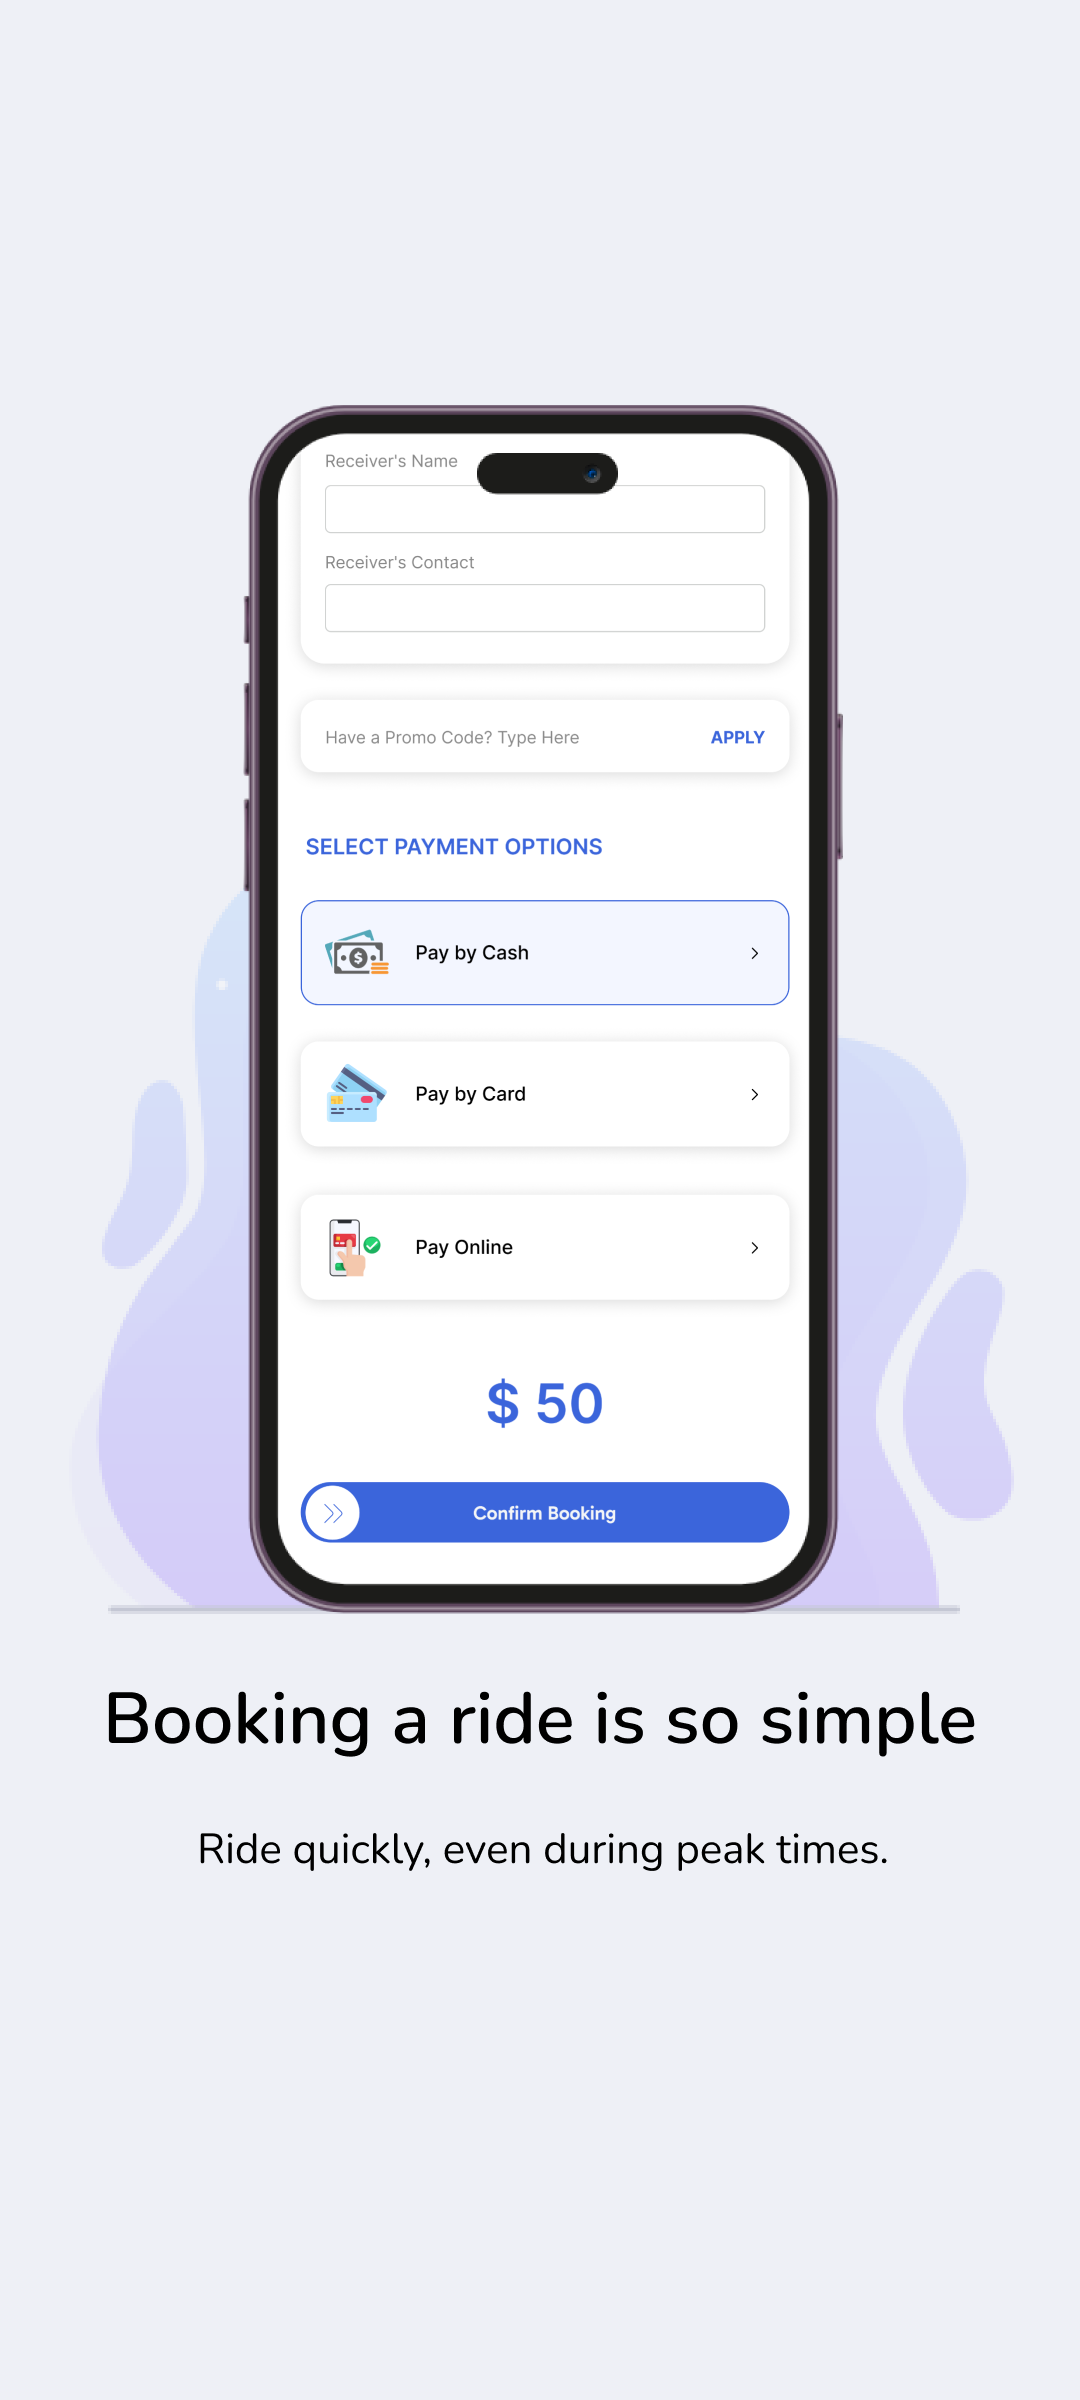 Receiver's Name
Receiver's Contact
Have a Promo Code? Type Here APPLY
SELECT PAYMENT OPTIONS
Pay by Cash
Pay by Card
Pay Online
$ 50
Confirm Booking
Booking a ride is so simple
Ride quickly, even during peak times.